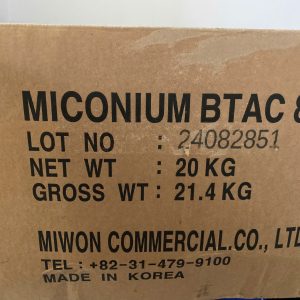 MICONIUM BTAC 8
LOT NO : 24082851
NET WT : 20 KG
GROSS WT : 21.4 KG
MIWON COMMERCIAL.CO., LTD
TEL : +82-31-479-9100
MADE IN KOREA